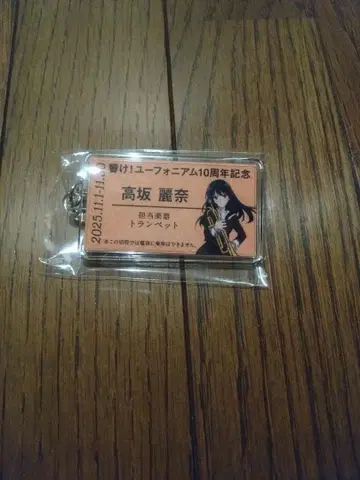 響け!ユーフォニアム10周年記念
高坂 麗奈
担当楽器
トランペット
※この切符では電車に乗車はできません。
2025.11.1-11.30